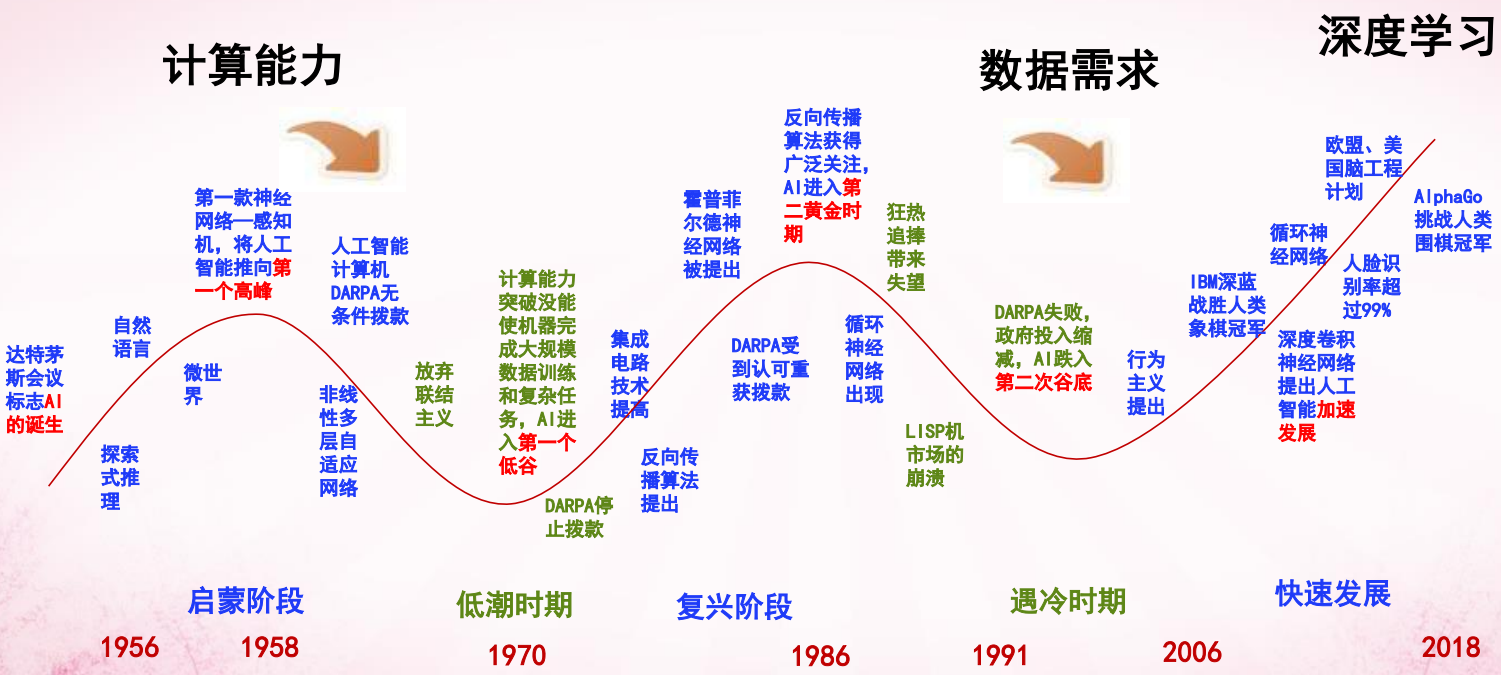 计算能力
数据需求
深度学习
达特茅
斯会议
标志AI
的诞生
自然
语言
探索
式推
理
微世
界
第一款神经
网络—感知
机，将人工
智能推向第
一个高峰
人工智能
计算机
DARPA无
条件拨款
非线
性多
层自
适应
网络
放弃
联结
主义
计算能力
突破没能
使机器完
成大规模
数据训练
和复杂任
务，AI进
入第一个
低谷
DARPA停
止拨款
集成
电路
技术
提高
反向传
播算法
提出
霍普菲
尔德神
经网络
被提出
DARPA受
到认可重
获拨款
反向传播
算法获得
广泛关注，
AI进入第
二黄金时
期
循环
神经
网络
出现
狂热
追捧
带来
失望
LISP机
市场的
崩溃
DARPA失败，
政府投入缩
减，AI跌入
第二次谷底
行为
主义
提出
IBM深蓝
战胜人类
象棋冠军
循环神
经网络
深度卷积
神经网络
提出人工
智能加速
发展
欧盟、美
国脑工程
计划
人脸识
别率超
过99%
AlphaGo
挑战人类
围棋冠军
启蒙阶段
低潮时期
复兴阶段
遇冷时期
快速发展
1956
1958
1970
1986
1991
2006
2018